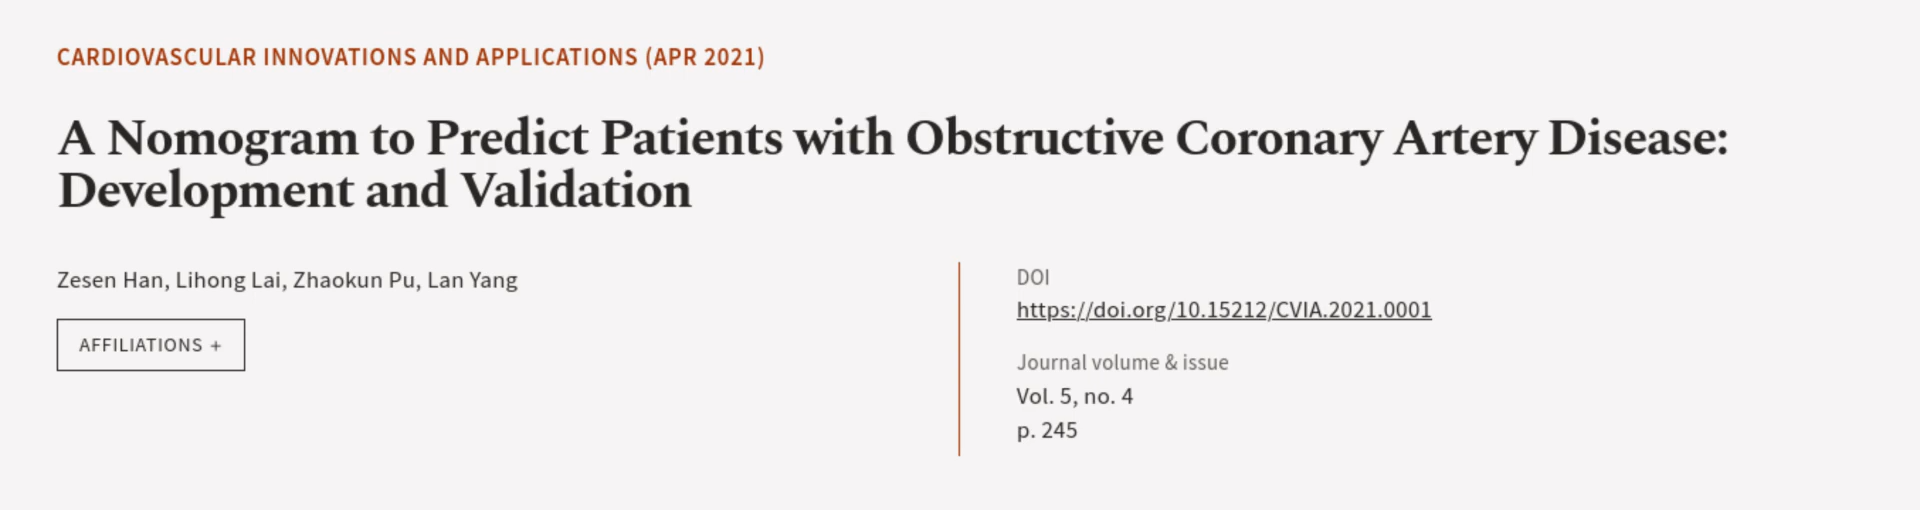 CARDIOVASCULAR INNOVATIONS AND APPLICATIONS (APR 2021)
A Nomogram to Predict Patients with Obstructive Coronary Artery Disease:
Development and Validation
Zesen Han, Lihong Lai, Zhaokun Pu, Lan Yang
AFFILIATIONS +
DOI
https://doi.org/10.15212/CVIA.2021.0001
Journal volume & issue
Vol. 5, no. 4
p. 245